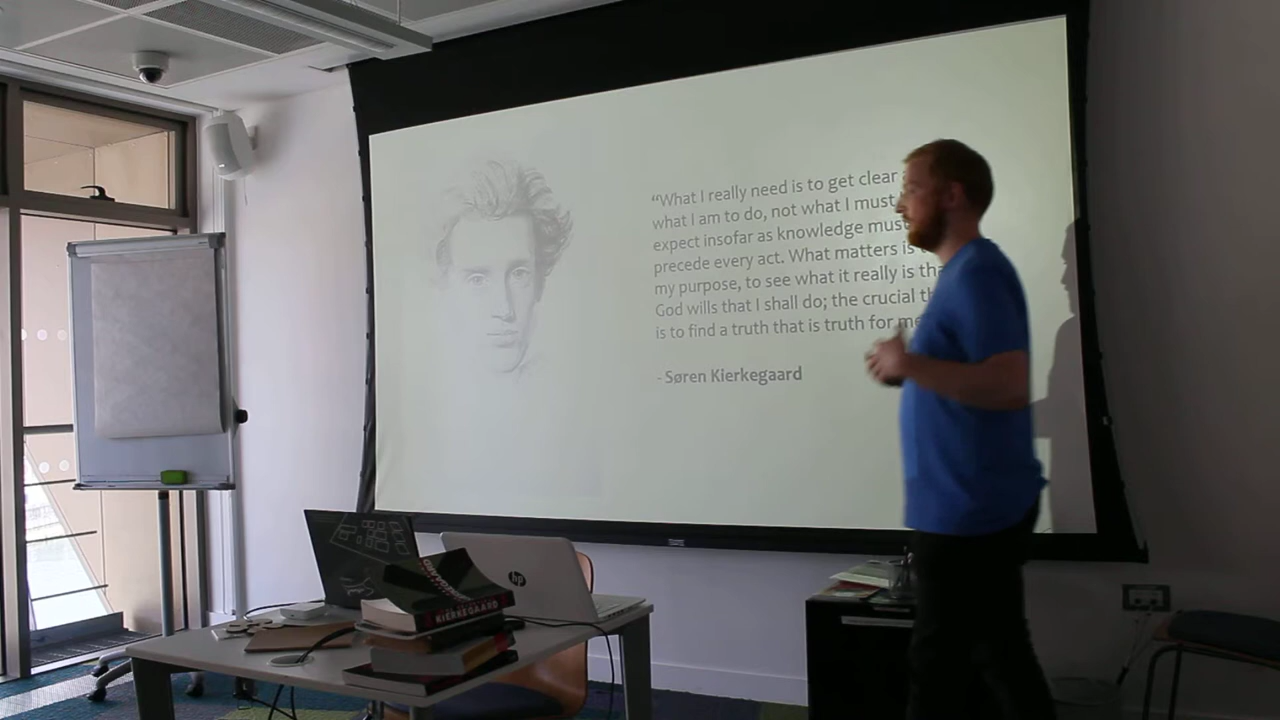 “What I really need is to get clear
what I am to do, not what I must
expect insofar as knowledge must
precede every act. What matters is
my purpose, to see what it really is
God wills that I shall do; the crucial
is to find a truth that is truth for me
- Søren Kierkegaard
hp
KIERKEGAARD